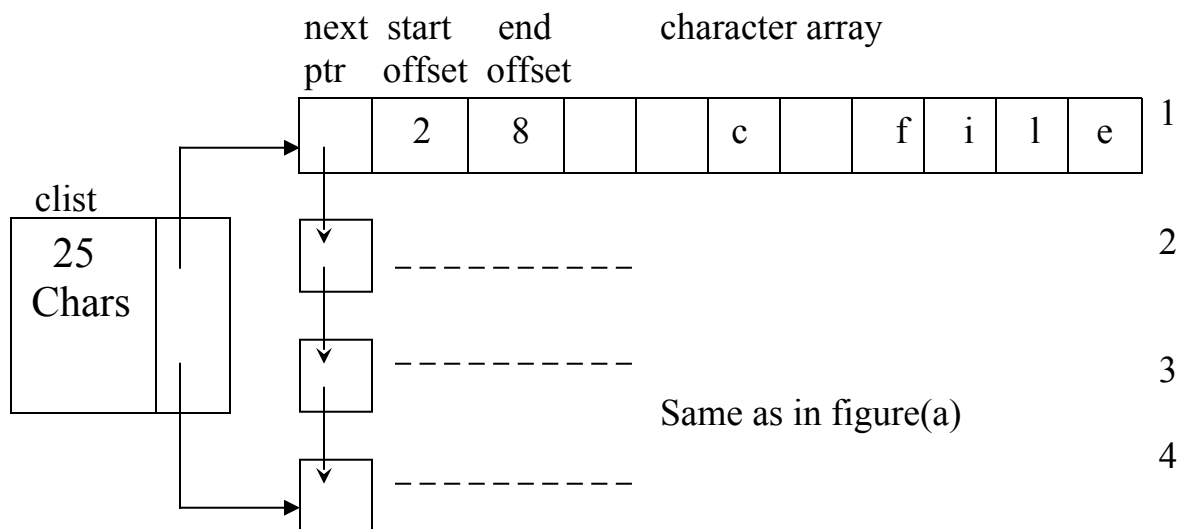 next start end character array
ptr offset offset
2 8 c f i l e 1
clist
25
Chars
2
3
Same as in figure(a)
4